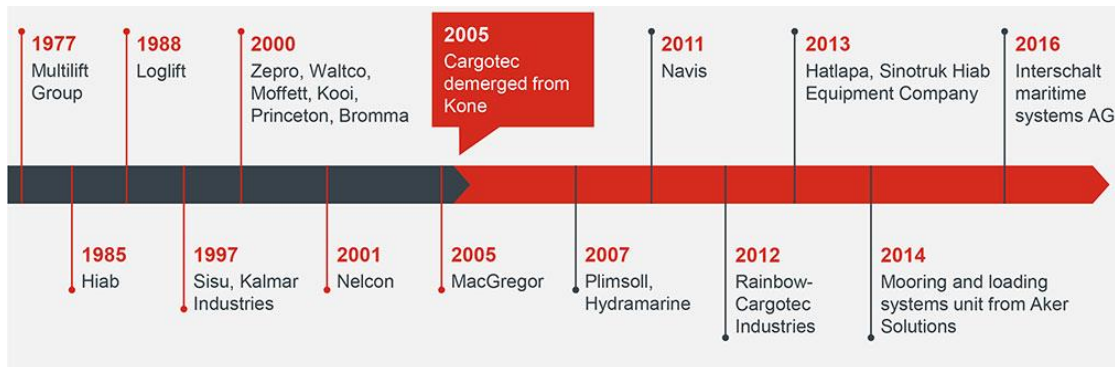 1977
Multilift
Group
1988
Loglift
2000
Zepro, Waltco,
Moffett, Kooi,
Princeton, Bromma
2005
Cargotec
demerged from
Kone
2011
Navis
2013
Hatlapa, Sinotruk Hiab
Equipment Company
2016
Interschalt
maritime
systems AG
1985
Hiab
1997
Sisu, Kalmar
Industries
2001
Nelcon
2005
MacGregor
2007
Plimsoll,
Hydramarine
2012
Rainbow-
Cargotec
Industries
2014
Mooring and loading
systems unit from Aker
Solutions